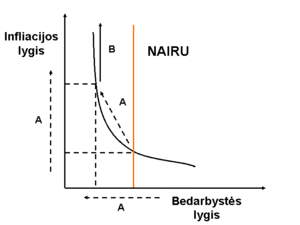 Infliacijos
lygis
B
NAIRU
A
A
A
Bedarbystės
lygis